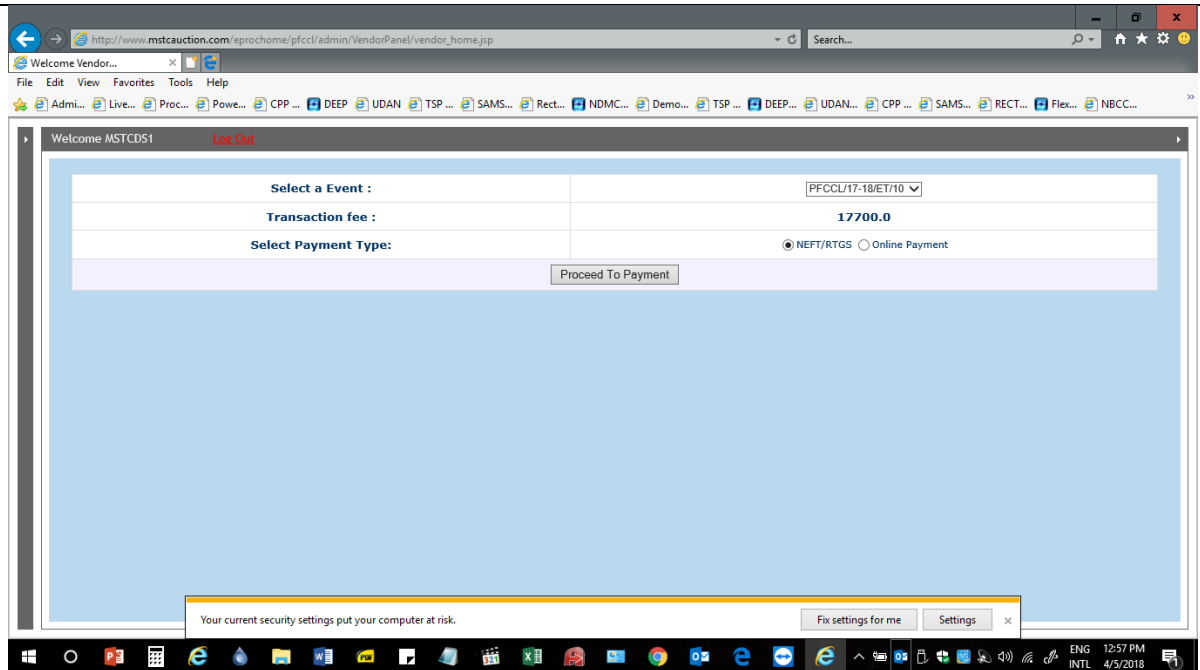 http://www.mstcauction.com/eprochome/pfccl/admin/VendorPanel/vendor_home.jsp
Search...
Welcome Vendor...
File Edit View Favorites Tools Help
Admi... Live... Proc... Powe... CPP ... DEEP UDAN TSP ... SAMS... Rect... NDMC... Demo... TSP ... DEEP... UDAN... CPP ... SAMS... RECT... Flex... NBCC...
Welcome MSTCDS1 Log Out
Select a Event : PFCCL/17-18/ET/10
Transaction fee : 17700.0
Select Payment Type: NEFT/RTGS Online Payment
Proceed To Payment
Your current security settings put your computer at risk. Fix settings for me Settings
ENG 12:57 PM
INTL 4/5/2018